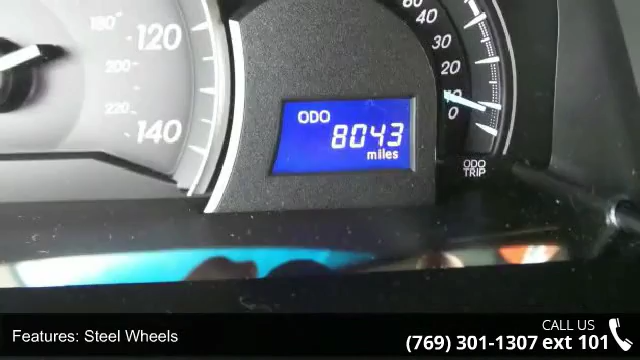 180
120
200
220
140
60
40
30
20
10
0
ODO
8043
miles
ODO
TRIP
Features: Steel Wheels
CALL US
(769) 301-1307 ext 101